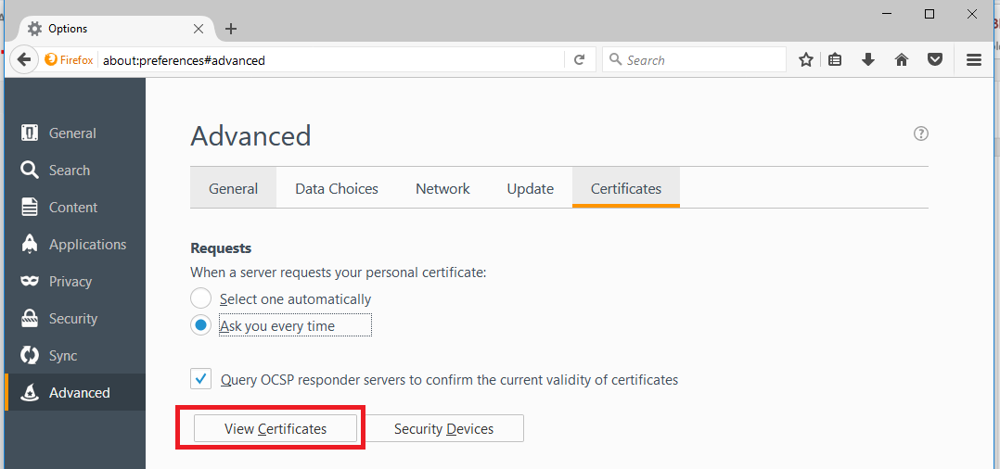 Options
Firefox
about:preferences#advanced
Search
General
Search
Content
Applications
Privacy
Security
Sync
Advanced
Advanced
?
General Data Choices Network Update Certificates
Requests
When a server requests your personal certificate:
Select one automatically
Ask you every time
Query OCSP responder servers to confirm the current validity of certificates
View Certificates Security Devices